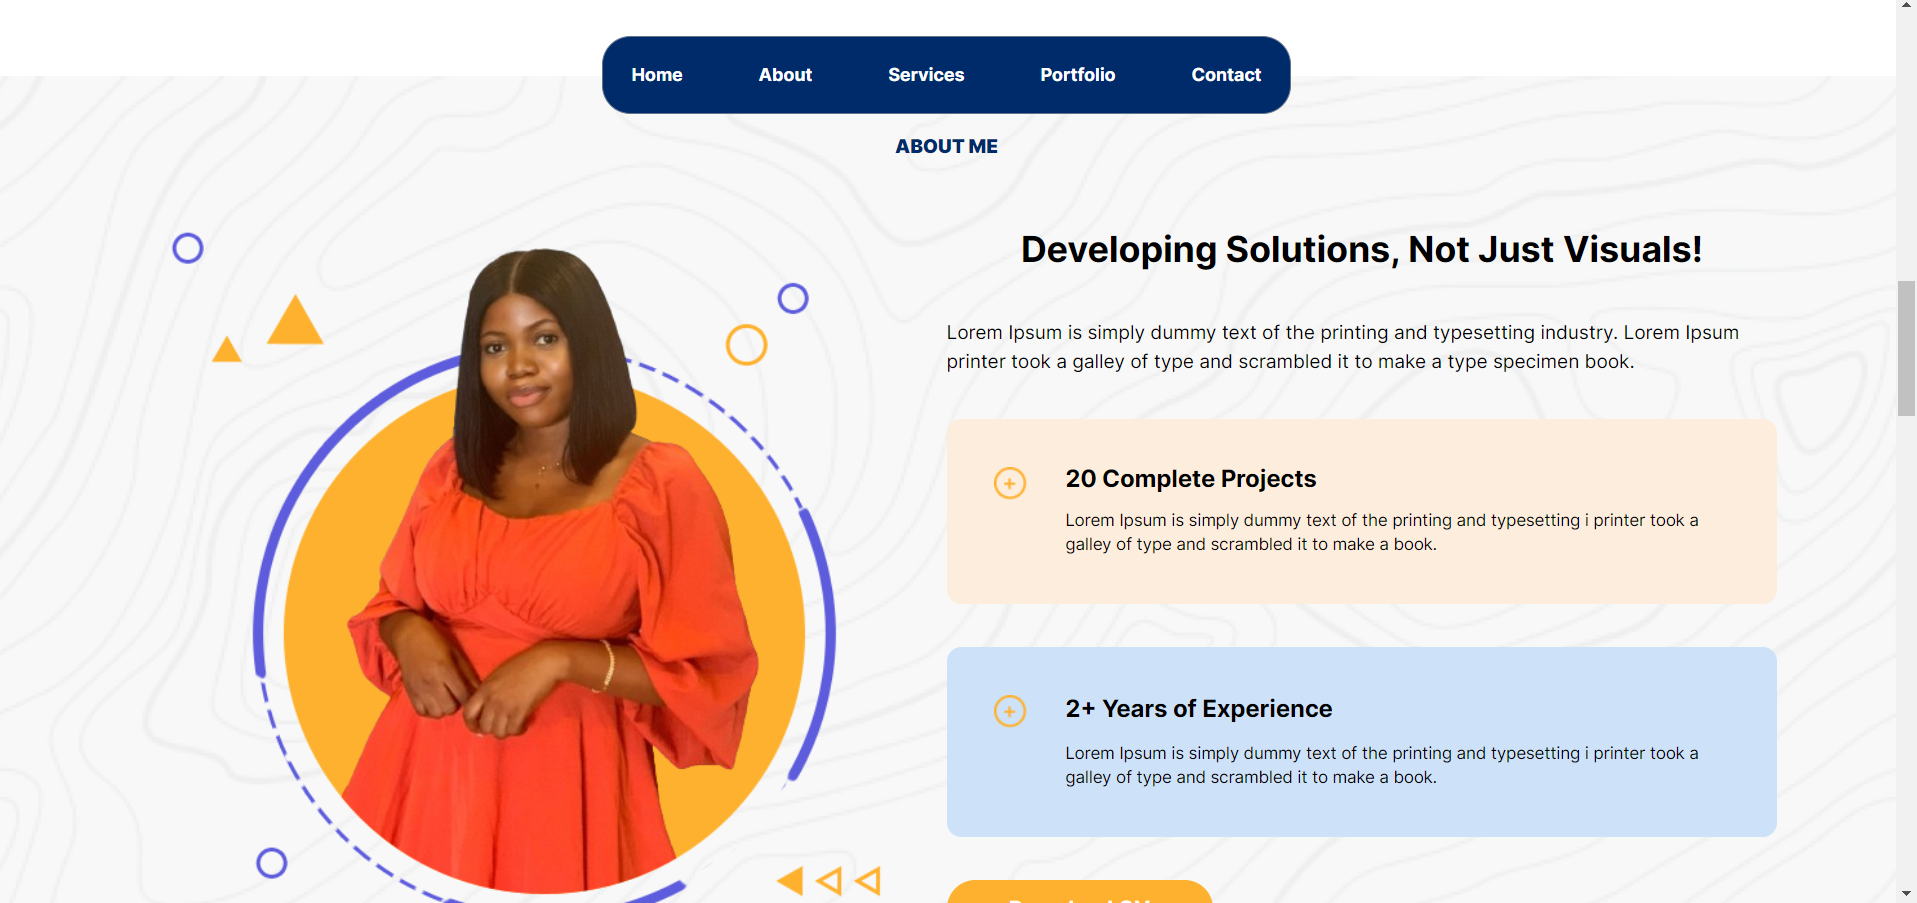 Home About Services Portfolio Contact
ABOUT ME
Developing Solutions, Not Just Visuals!
Lorem Ipsum is simply dummy text of the printing and typesetting industry. Lorem Ipsum
printer took a galley of type and scrambled it to make a type specimen book.
20 Complete Projects
Lorem Ipsum is simply dummy text of the printing and typesetting i printer took a
galley of type and scrambled it to make a book.
2+ Years of Experience
Lorem Ipsum is simply dummy text of the printing and typesetting i printer took a
galley of type and scrambled it to make a book.